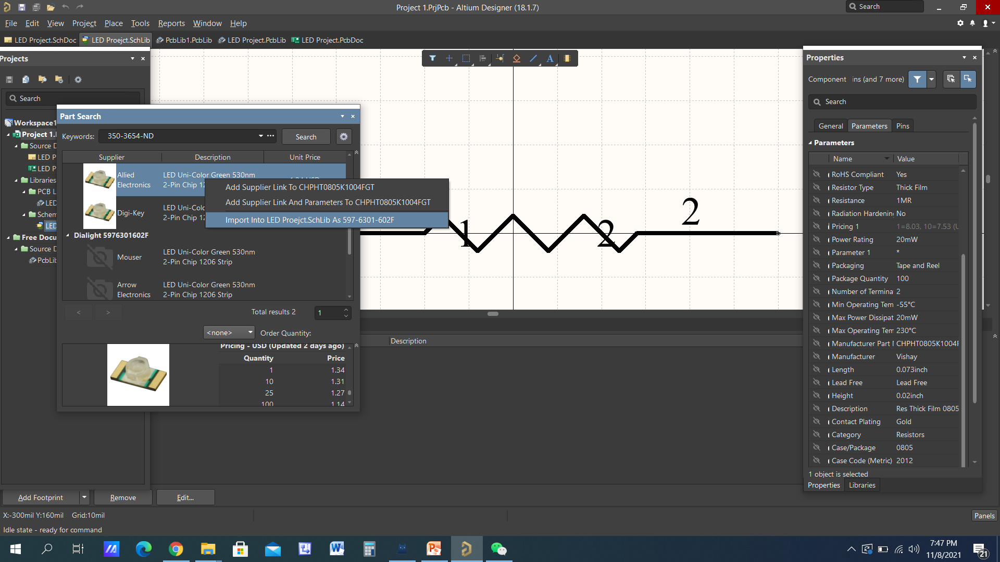 Project 1.PrjPcb - Altium Designer (18.1.7)
Search
File Edit View Project Place Tools Reports Window Help
LED Project.SchDoc
LED Proejct.SchLib
PcbLib1.PcbLib
LED Project.PcbLib
LED Project.PcbDoc
Projects
Search
Workspace1
Project 1.
Source D
LED P
LED P
Libraries
PCB L
LED
Schem
LED
Free Docu
Source D
PcbLib
Part Search
Keywords: 350-3654-ND
Search
Supplier Description Unit Price
Allied Electronics
LED Uni-Color Green 530nm
2-Pin Chip 12
Digi-Key
LED Uni-Co
2-Pin Chip 12
Add Supplier Link To CHPHT0805K1004FGT
Add Supplier Link And Parameters To CHPHT0805K1004FGT
Import Into LED Proejct.SchLib As 597-6301-602F
Dialight 5976301602F
Mouser
LED Uni-Color Green 530nm
2-Pin Chip 1206 Strip
Arrow Electronics
LED Uni-Color Green 530nm
2-Pin Chip 1206 Strip
< >
Total results 2
1
<none>
Order Quantity:
Pricing - USD (Updated 2 days ago)
Quantity Price
1 1.34
10 1.31
25 1.27
100 1.14
1
2
2
Description
Properties
Component ins (and 7 more)
Search
General Parameters Pins
Parameters
Name Value
RoHS Compliant Yes
Resistor Type Thick Film
Resistance 1MR
Radiation Hardening No
Pricing 1 1=8.03, 10=7.53 (U
Power Rating 20mW
Parameter 1 *
Packaging Tape and Reel
Package Quantity 100
Number of Termina 2
Min Operating Tem -55°C
Max Power Dissipat 20mW
Max Operating Tem 230°C
Manufacturer Part CHPHT0805K1004F
Manufacturer Vishay
Length 0.073inch
Lead Free Lead Free
Height 0.02inch
Description Res Thick Film 0805
Contact Plating Gold
Category Resistors
Case/Package 0805
Case Code (Metric) 2012
1 object is selected
Properties Libraries
Add Footprint
Remove
Edit...
X:-300mil Y:160mil Grid:10mil
Panels
Idle state - ready for command
7:47 PM
11/8/2021
21